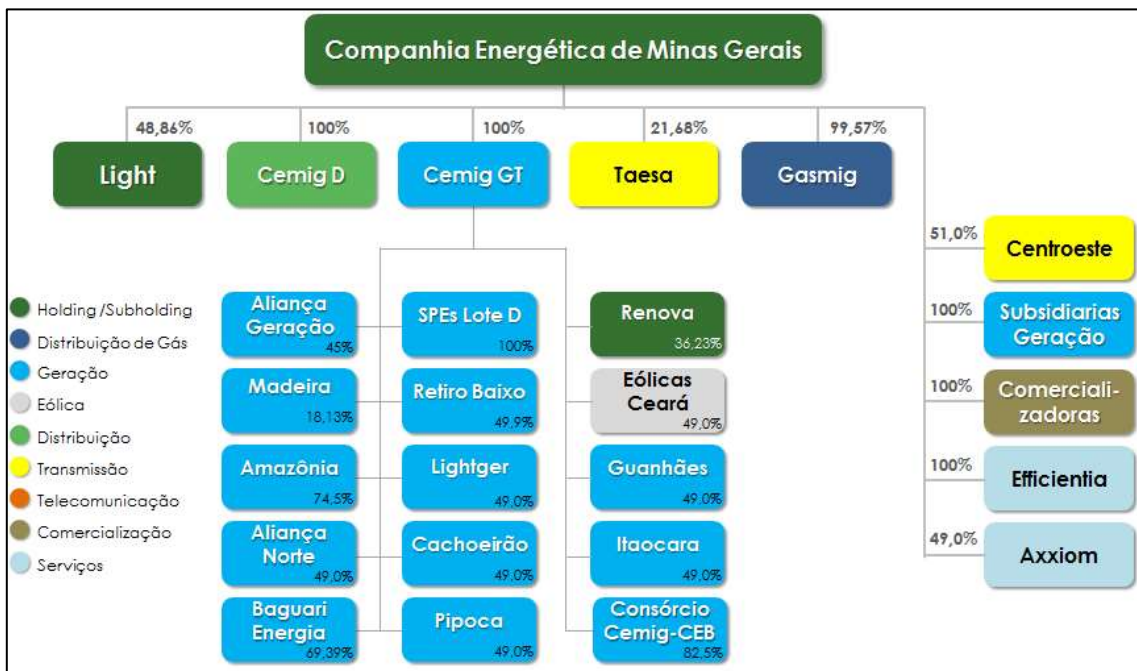 Companhia Energética de Minas Gerais
48,86%
100%
100%
21,68%
99,57%
Light
Cemig D
Cemig GT
Taesa
Gasmig
51,0%
Centroeste
100%
Subsidiarias
Geração
100%
Comerciali-
zadoras
100%
Efficientia
49,0%
Axxiom
Holding /Subholding
Distribuição de Gás
Geração
Eólica
Distribuição
Transmissão
Telecomunicação
Comercialização
Serviços
Aliança
Geração
45%
SPEs Lote D
100%
Renova
36,23%
Madeira
18,13%
Retiro Baixo
49,9%
Eólicas
Ceará
49,0%
Amazônia
74,5%
Lightger
49,0%
Guanhães
49,0%
Aliança
Norte
49,0%
Cachoeirão
49,0%
Itaocara
49,0%
Baguari
Energia
69,39%
Pipoca
49,0%
Consórcio
Cemig-CEB
82,5%